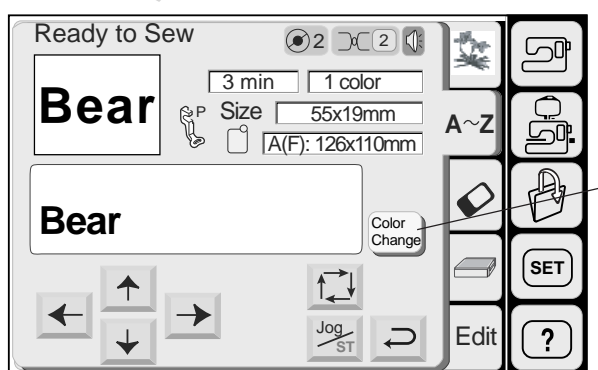 Ready to Sew
2
2
3 min
1 color
Bear
P
Size
55x19mm
A~Z
A(F): 126x110mm
Bear
Color
Change
SET
Jog
ST
Edit
?